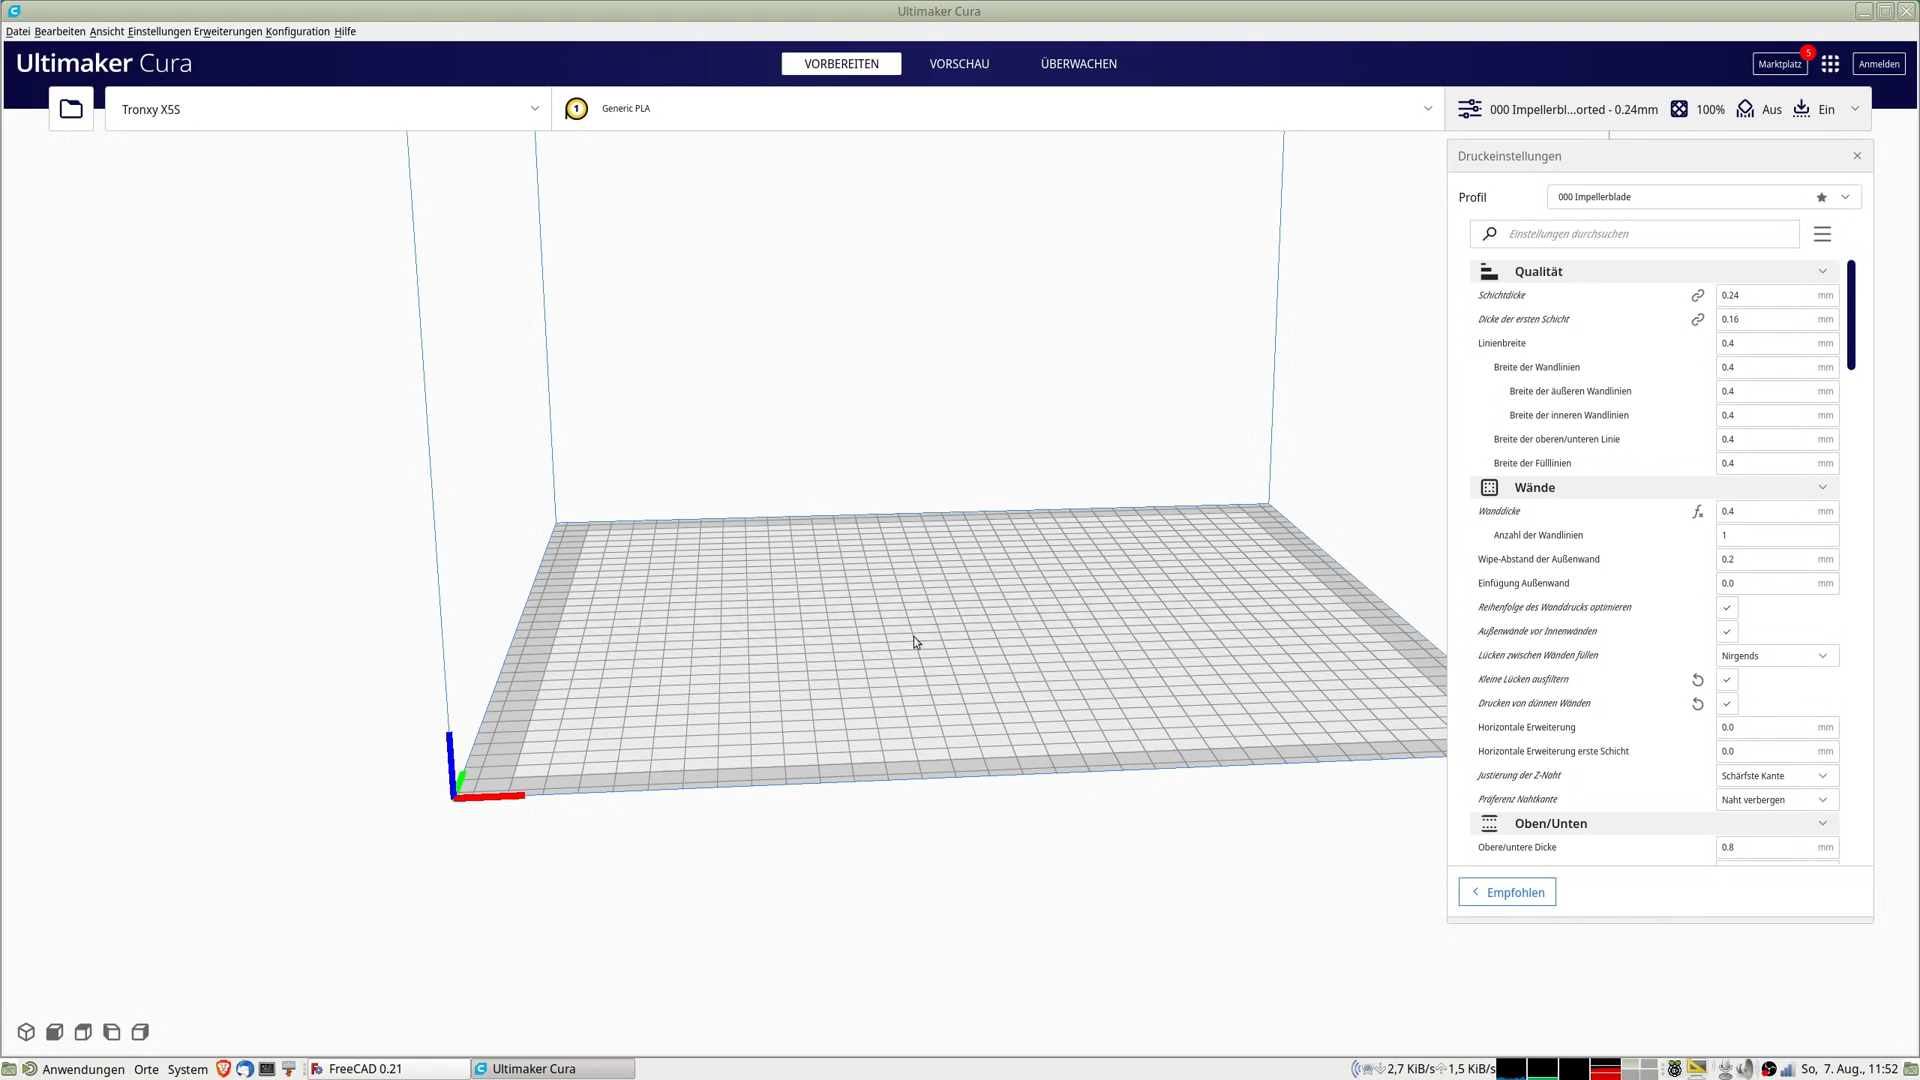 Ultimaker Cura
Datei Bearbeiten Ansicht Einstellungen Erweiterungen Konfiguration Hilfe
Ultimaker Cura
VORBEREITEN
VORSCHAU
ÜBERWACHEN
Marktplatz
5
Anmelden
Tronxy X5S
1
Generic PLA
000 Impellerbl...orted - 0.24mm
100%
Aus
Ein
Druckeinstellungen
Profil
000 Impellerblade
Einstellungen durchsuchen
Qualität
Schichtdicke 0.24 mm
Dicke der ersten Schicht 0.16 mm
Linienbreite 0.4 mm
Breite der Wandlinien 0.4 mm
Breite der äußeren Wandlinien 0.4 mm
Breite der inneren Wandlinien 0.4 mm
Breite der oberen/unteren Linie 0.4 mm
Breite der Fülllinien 0.4 mm
Wände
Wanddicke fx 0.4 mm
Anzahl der Wandlinien 1
Wipe-Abstand der Außenwand 0.2 mm
Einfügung Außenwand 0.0 mm
Reihenfolge des Wanddrucks optimieren
Außenwände vor Innenwänden
Lücken zwischen Wänden füllen Nirgends
Kleine Lücken ausfiltern
Drucken von dünnen Wänden
Horizontale Erweiterung 0.0 mm
Horizontale Erweiterung erste Schicht 0.0 mm
Justierung der Z-Naht Schärfste Kante
Präferenz Nahtkante Naht verbergen
Oben/Unten
Obere/untere Dicke 0.8 mm
Empfohlen
Anwendungen Orte System
FreeCAD 0.21
Ultimaker Cura
2,7 KiB/s 1,5 KiB/s
So, 7. Aug., 11:52